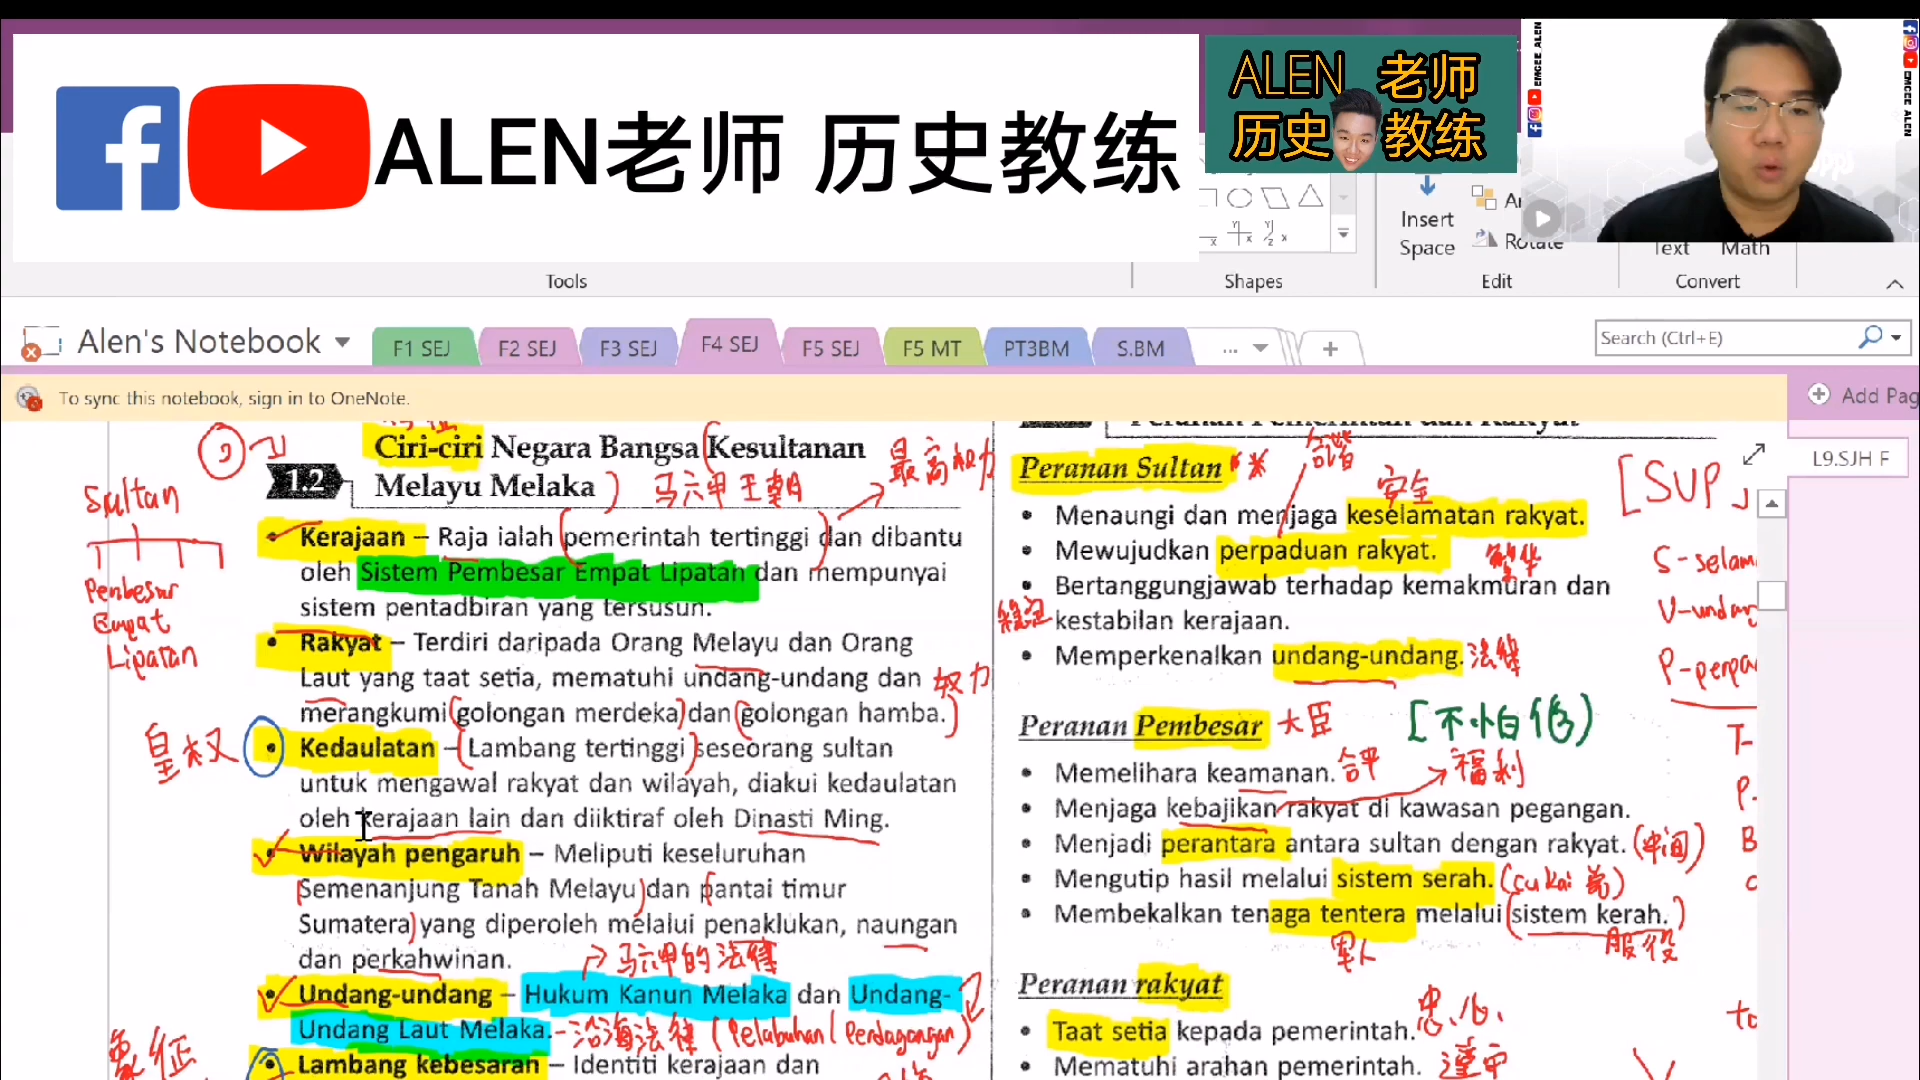 ALEN老师 历史教练
ALEN 老师
历史 教练
EMCEE ALEN
EMCEE ALEN
Insert
Space
Rotate
Text
Math
Tools
Shapes
Edit
Convert
Alen's Notebook
F1 SEJ
F2 SEJ
F3 SEJ
F4 SEJ
F5 SEJ
F5 MT
PT3BM
S.BM
...
Search (Ctrl+E)
To sync this notebook, sign in to OneNote.
Add Pag
L9.SJH F
1.2
Ciri-ciri Negara Bangsa Kesultanan
Melayu Melaka
马六甲王朝
最高权力
Sultan
Pembesar
Empat
Lipatan
• Kerajaan – Raja ialah pemerintah tertinggi dan dibantu
oleh Sistem Pembesar Empat Lipatan dan mempunyai
sistem pentadbiran yang tersusun.
• Rakyat – Terdiri daripada Orang Melayu dan Orang
Laut yang taat setia, mematuhi undang-undang dan
merangkumi golongan merdeka dan golongan hamba.
皇权
• Kedaulatan – Lambang tertinggi seseorang sultan
untuk mengawal rakyat dan wilayah, diakui kedaulatan
oleh kerajaan lain dan diiktiraf oleh Dinasti Ming.
• Wilayah pengaruh – Meliputi keseluruhan
Semenanjung Tanah Melayu dan pantai timur
Sumatera yang diperoleh melalui penaklukan, naungan
dan perkahwinan.
马六甲的法律
• Undang-undang – Hukum Kanun Melaka dan Undang-
Undang Laut Melaka. - 沿海法律 (Pelabuhan/Perdagangan)
象征
• Lambang kebesaran – Identiti kerajaan dan
Peranan Sultan
• Menaungi dan menjaga keselamatan rakyat.
安全
• Mewujudkan perpaduan rakyat.
繁华
• Bertanggungjawab terhadap kemakmuran dan
kestabilan kerajaan.
稳定
• Memperkenalkan undang-undang. 法律
[SUP]
S-selam
U-undang
P-perpa
Peranan Pembesar 大臣
• Memelihara keamanan.
福利
• Menjaga kebajikan rakyat di kawasan pegangan.
• Menjadi perantara antara sultan dengan rakyat. (中间)
• Mengutip hasil melalui sistem serah.
• Membekalkan tenaga tentera melalui sistem kerah.
军人
服役
T-
P-
B
Peranan rakyat
• Taat setia kepada pemerintah.
忠心
• Mematuhi arahan pemerintah.
遵守